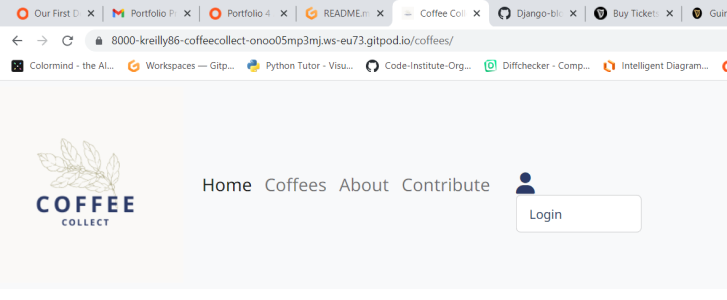 Our First D
Portfolio P
Portfolio 4
README.m
Coffee Coll
Django-blo
Buy Tickets
Guin
8000-kreilly86-coffeecollect-onoo05mp3mj.ws-eu73.gitpod.io/coffees/
Colormind - the AI...
Workspaces — Gitp...
Python Tutor - Visu...
Code-Institute-Org...
Diffchecker - Comp...
Intelligent Diagram...
COFFEE
COLLECT
Home Coffees About Contribute
Login